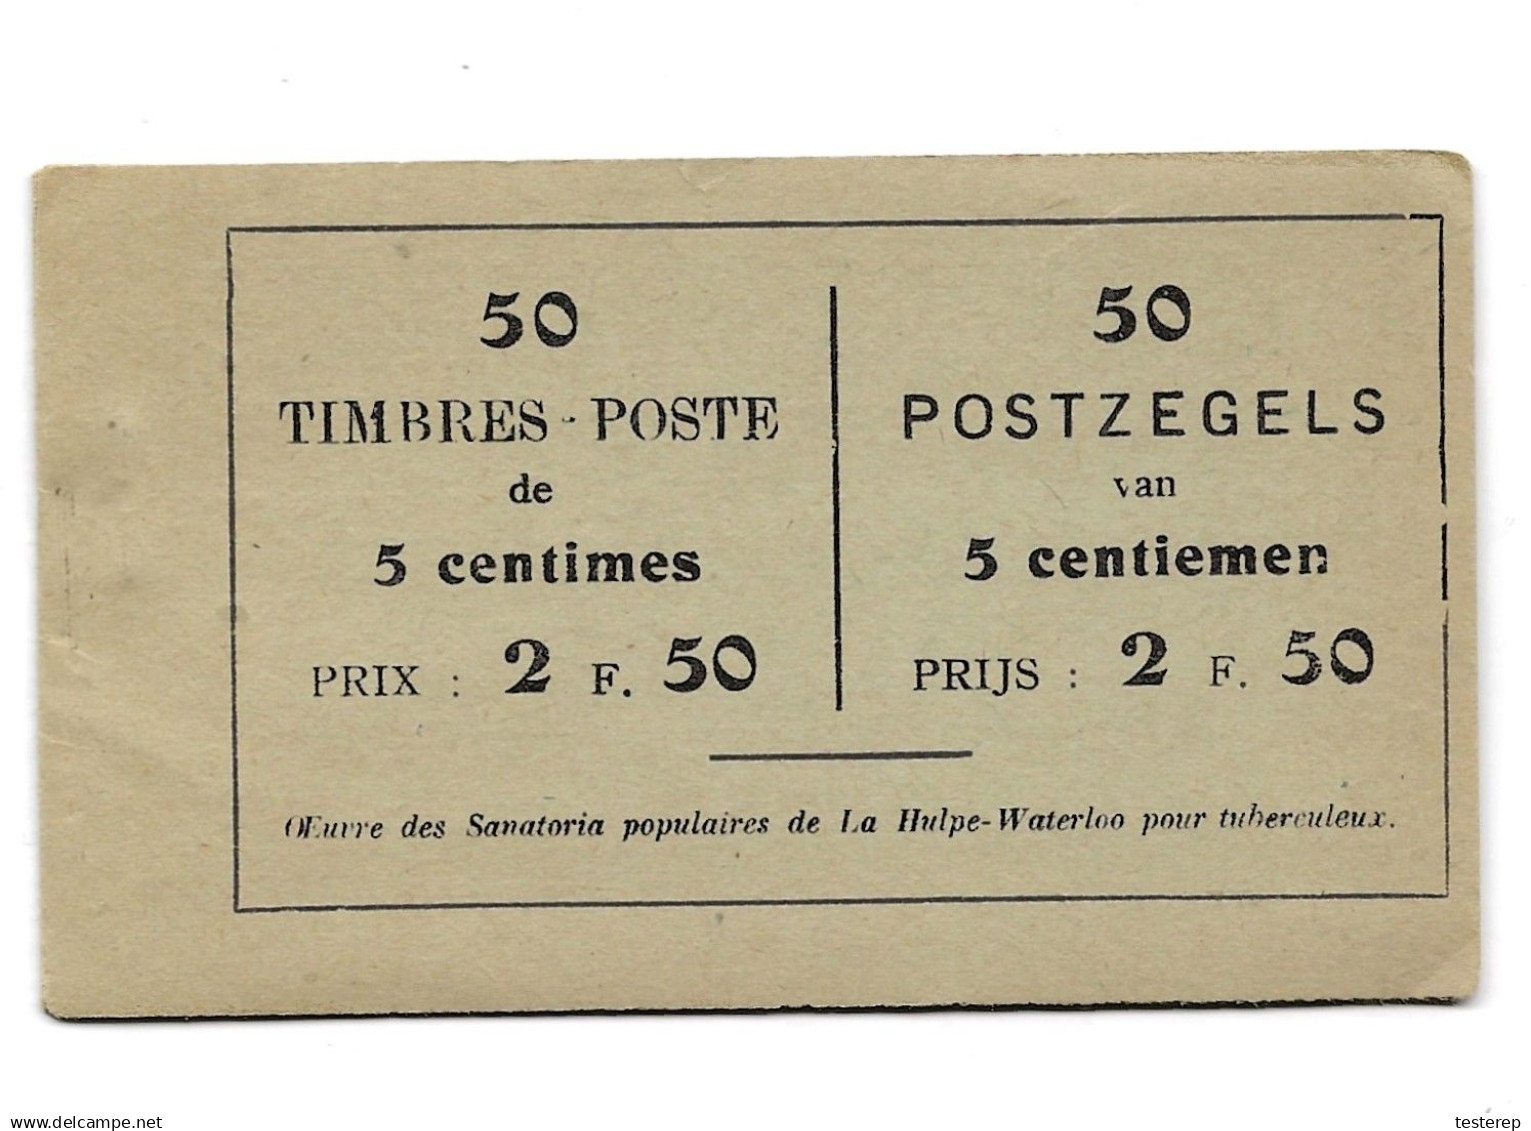 50
TIMBRES-POSTE
de
5 centimes
PRIX : 2 F. 50
50
POSTZEGELS
van
5 centiemen
PRIJS : 2 F. 50
Œuvre des Sanatoria populaires de La Hulpe-Waterloo pour tuberculeux.
delcampe.net
testerep